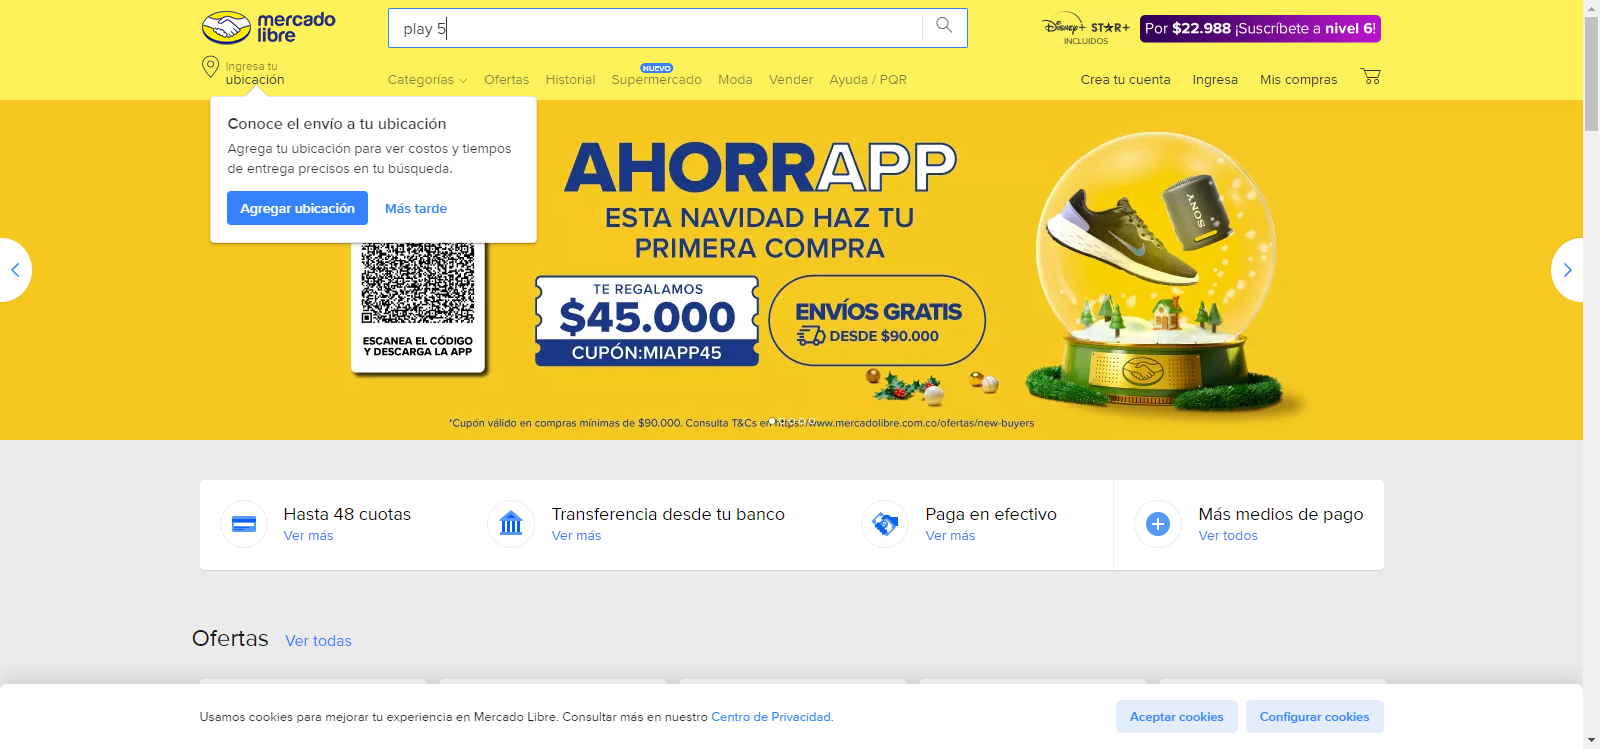 mercado
libre
play 5
Disney+ STAR+
INCLUIDOS
Por $22.988 ¡Suscríbete a nivel 6!
Ingresa tu
ubicación
Categorías
Ofertas
Historial
NUEVO
Supermercado
Moda
Vender
Ayuda / PQR
Crea tu cuenta
Ingresa
Mis compras
Conoce el envío a tu ubicación
Agrega tu ubicación para ver costos y tiempos
de entrega precisos en tu búsqueda.
Agregar ubicación
Más tarde
AHORRAPP
ESTA NAVIDAD HAZ TU
PRIMERA COMPRA
ESCANEA EL CÓDIGO
Y DESCARGA LA APP
TE REGALAMOS
$45.000
CUPÓN:MIAPP45
ENVÍOS GRATIS
DESDE $90.000
SONY
*Cupón válido en compras mínimas de $90.000. Consulta T&Cs en https://www.mercadolibre.com.co/ofertas/new-buyers
Hasta 48 cuotas
Ver más
Transferencia desde tu banco
Ver más
Paga en efectivo
Ver más
Más medios de pago
Ver todos
Ofertas
Ver todas
Usamos cookies para mejorar tu experiencia en Mercado Libre. Consultar más en nuestro Centro de Privacidad.
Aceptar cookies
Configurar cookies